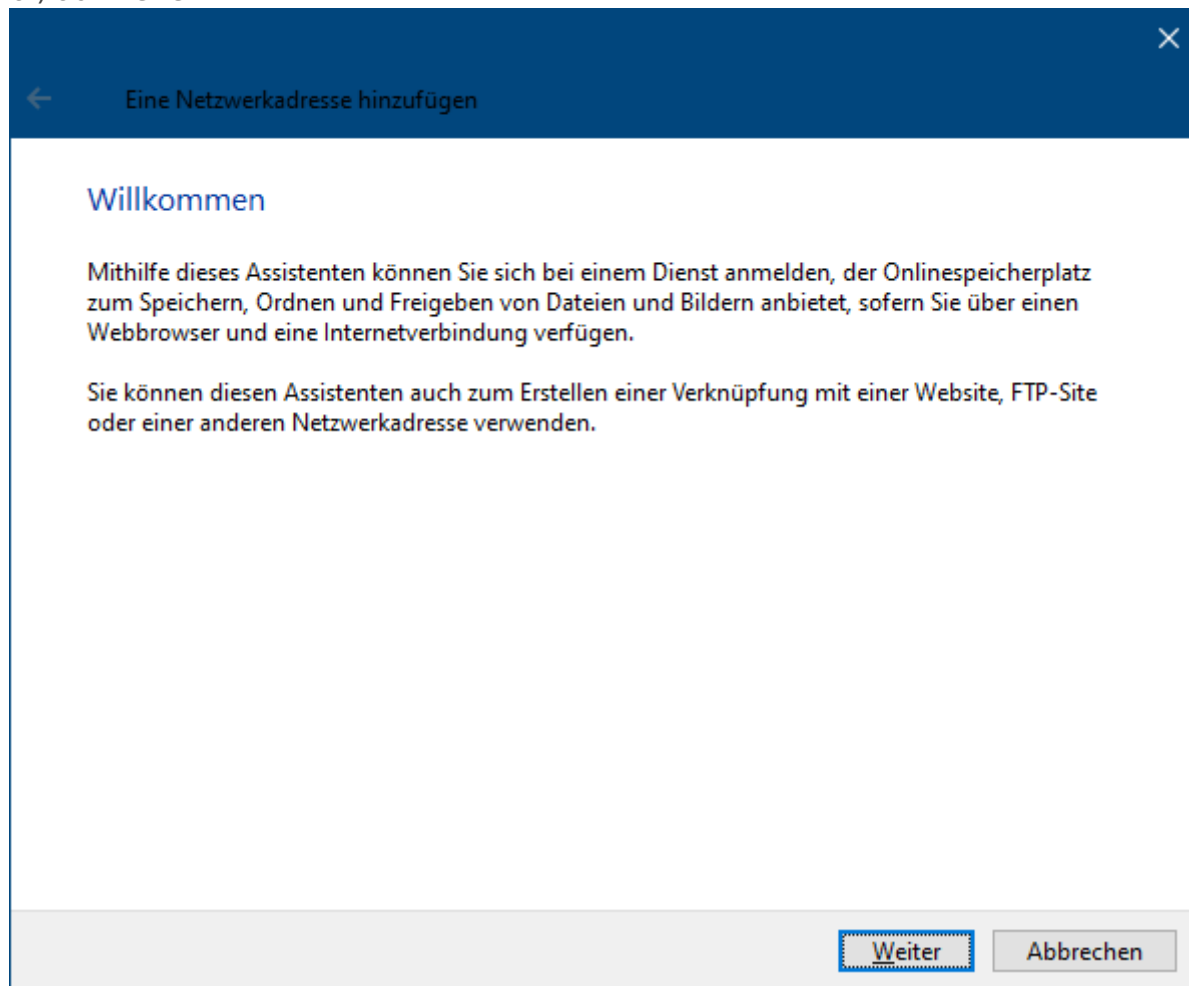 Eine Netzwerkadresse hinzufügen
Willkommen
Mithilfe dieses Assistenten können Sie sich bei einem Dienst anmelden, der Onlinespeicherplatz
zum Speichern, Ordnen und Freigeben von Dateien und Bildern anbietet, sofern Sie über einen
Webbrowser und eine Internetverbindung verfügen.
Sie können diesen Assistenten auch zum Erstellen einer Verknüpfung mit einer Website, FTP-Site
oder einer anderen Netzwerkadresse verwenden.
Weiter Abbrechen